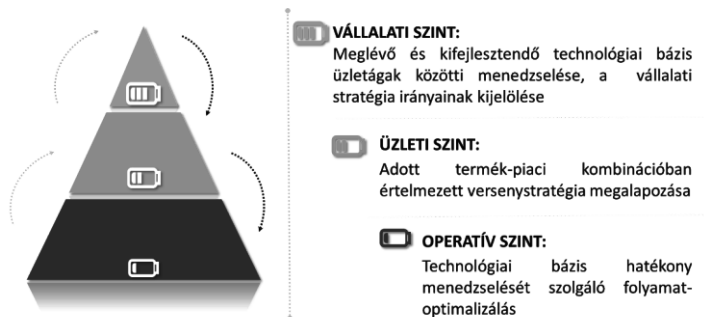 VÁLLALATI SZINT:
Meglévő és kifejlesztendő technológiai bázis
üzletágak közötti menedzselése, a vállalati
stratégia irányainak kijelölése
ÜZLETI SZINT:
Adott termék-piaci kombinációban
értelmezett versenystratégia megalapozása
OPERATÍV SZINT:
Technológiai bázis hatékony
menedzselését szolgáló folyamat-
optimalizálás